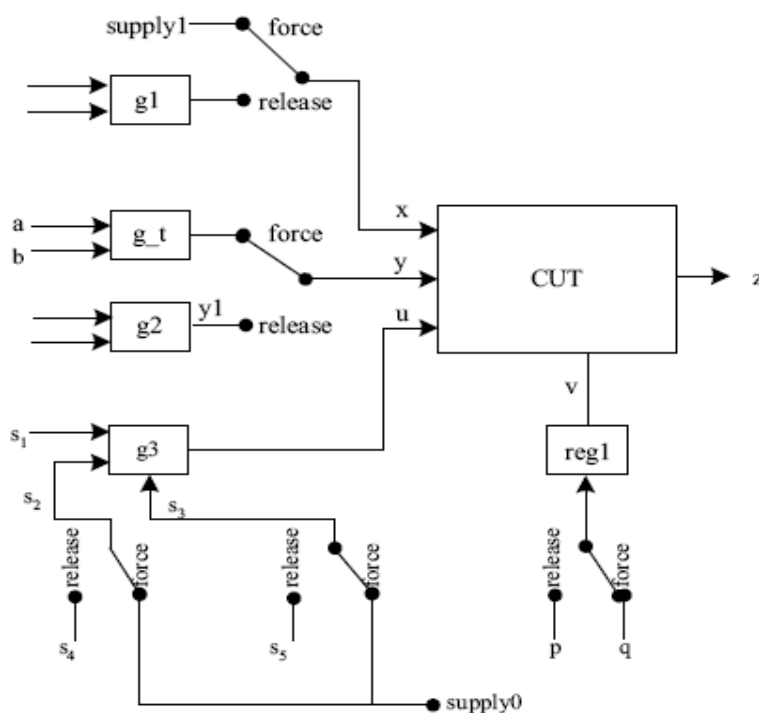 supply1
force
g1
release
a
b
g_t
force
x
y
CUT
z
g2
y1
release
u
v
s1
g3
reg1
s2
s3
release
force
release
force
release
force
s4
s5
p
q
supply0